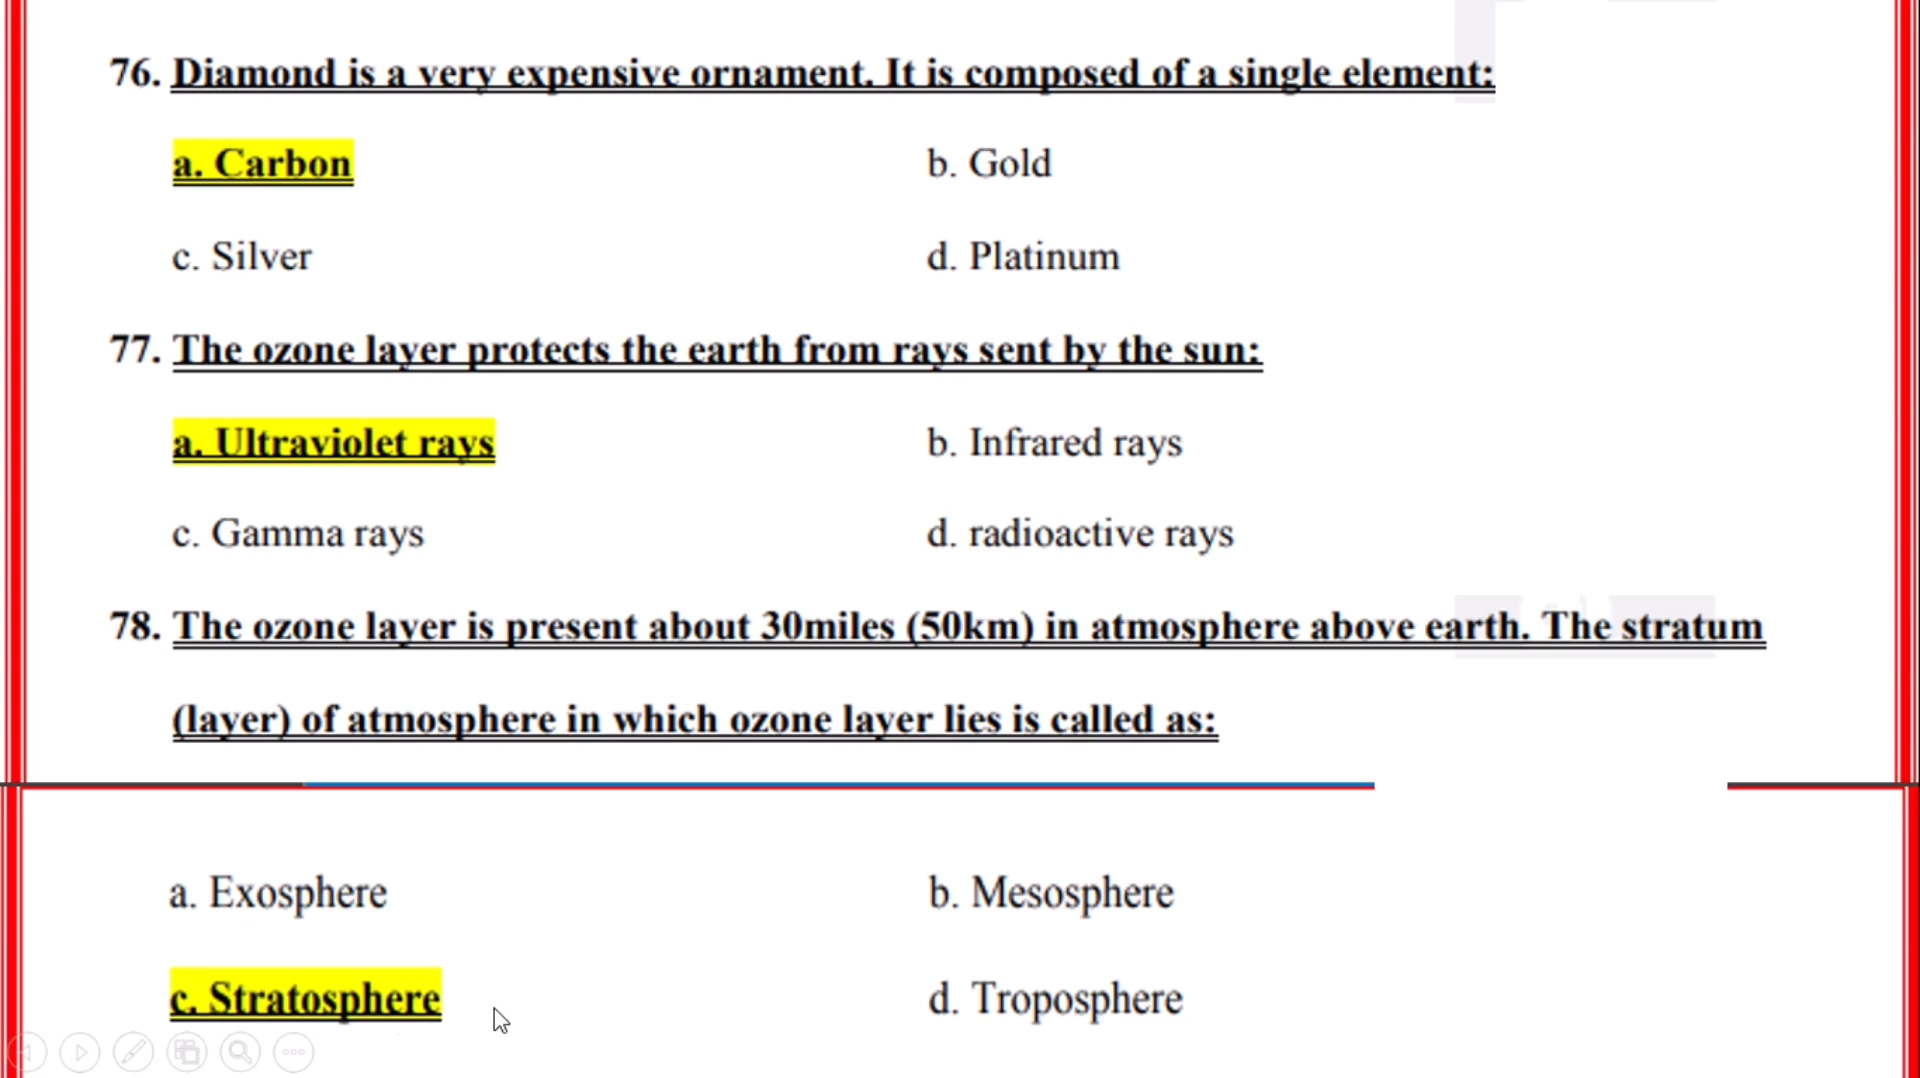 76. Diamond is a very expensive ornament. It is composed of a single element:
a. Carbon b. Gold
c. Silver d. Platinum
77. The ozone layer protects the earth from rays sent by the sun:
a. Ultraviolet rays b. Infrared rays
c. Gamma rays d. radioactive rays
78. The ozone layer is present about 30miles (50km) in atmosphere above earth. The stratum
(layer) of atmosphere in which ozone layer lies is called as:
a. Exosphere b. Mesosphere
c. Stratosphere d. Troposphere